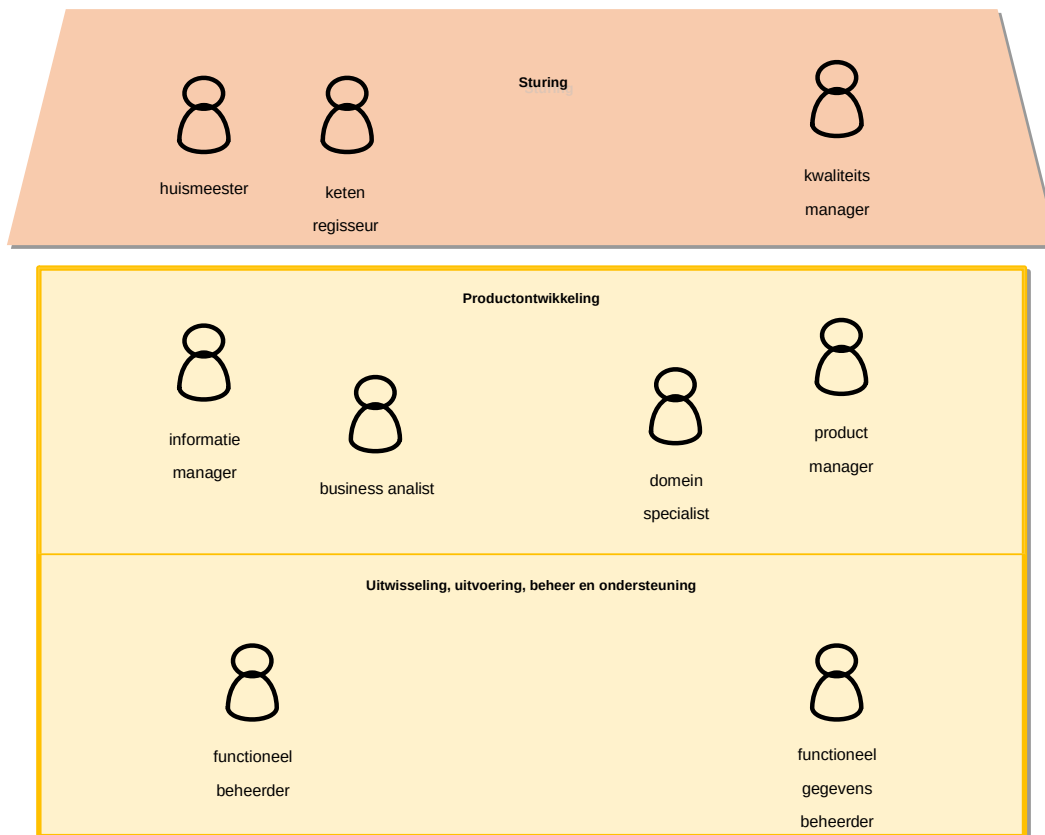 Sturing
huismeester
keten
regisseur
kwaliteits
manager
Productontwikkeling
informatie
manager
business analist
domein
specialist
product
manager
Uitwisseling, uitvoering, beheer en ondersteuning
functioneel
beheerder
functioneel
gegevens
beheerder